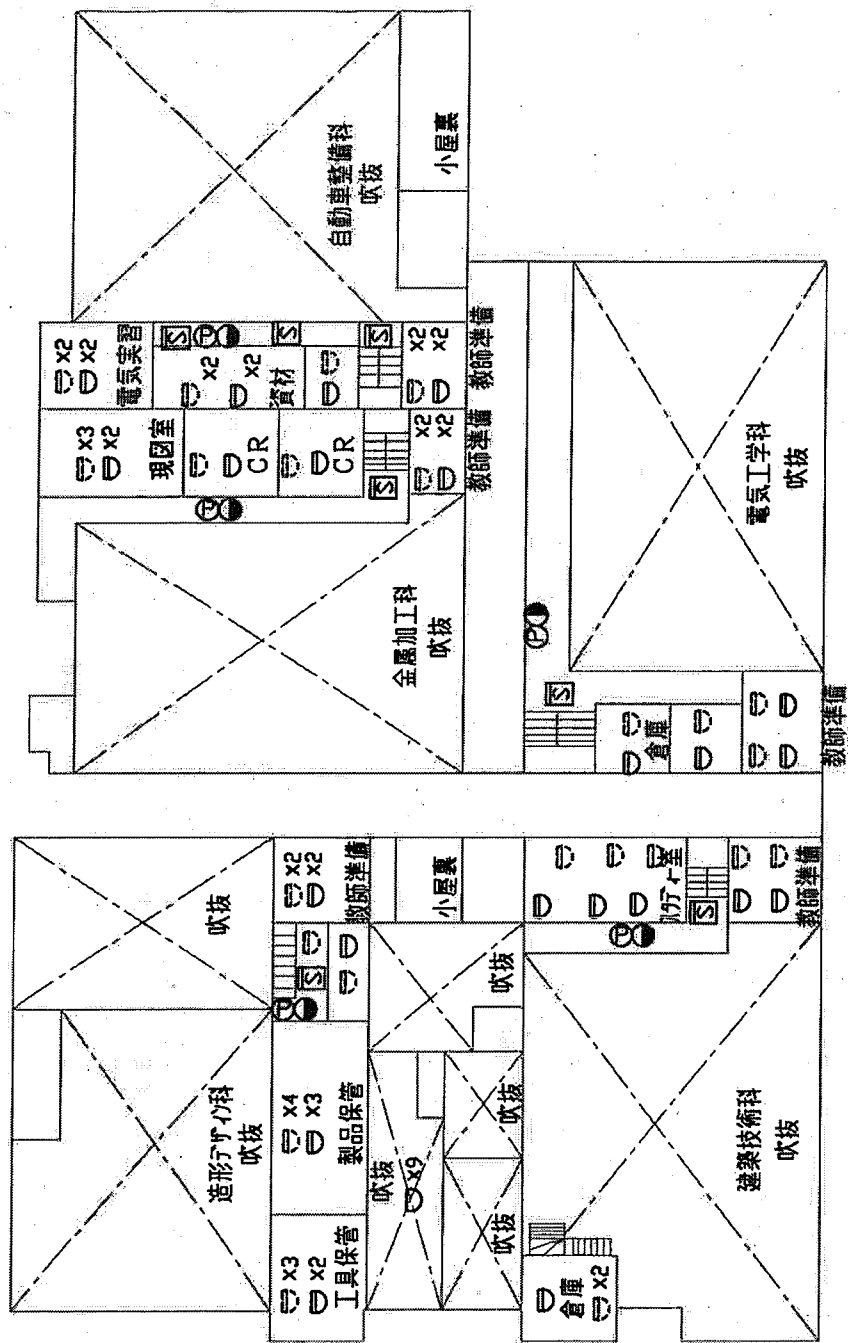 造形デザイン科
吹抜
吹抜
工具保管
X3
X2
製品保管
X4
X3
S
P
教師準備
X2
X2
小屋裏
吹抜
X9
吹抜
吹抜
吹抜
建築技術科
吹抜
倉庫
X2
P
S
教師準備
金属加工科
吹抜
P
S
現図室
X3
X2
CR
CR
教師準備
X2
X2
電気実習
X2
X2
資材
X2
X2
S
P
S
S
教師準備
X2
X2
自動車整備科
吹抜
小屋裏
電気工学科
吹抜
P
S
倉庫
教師準備